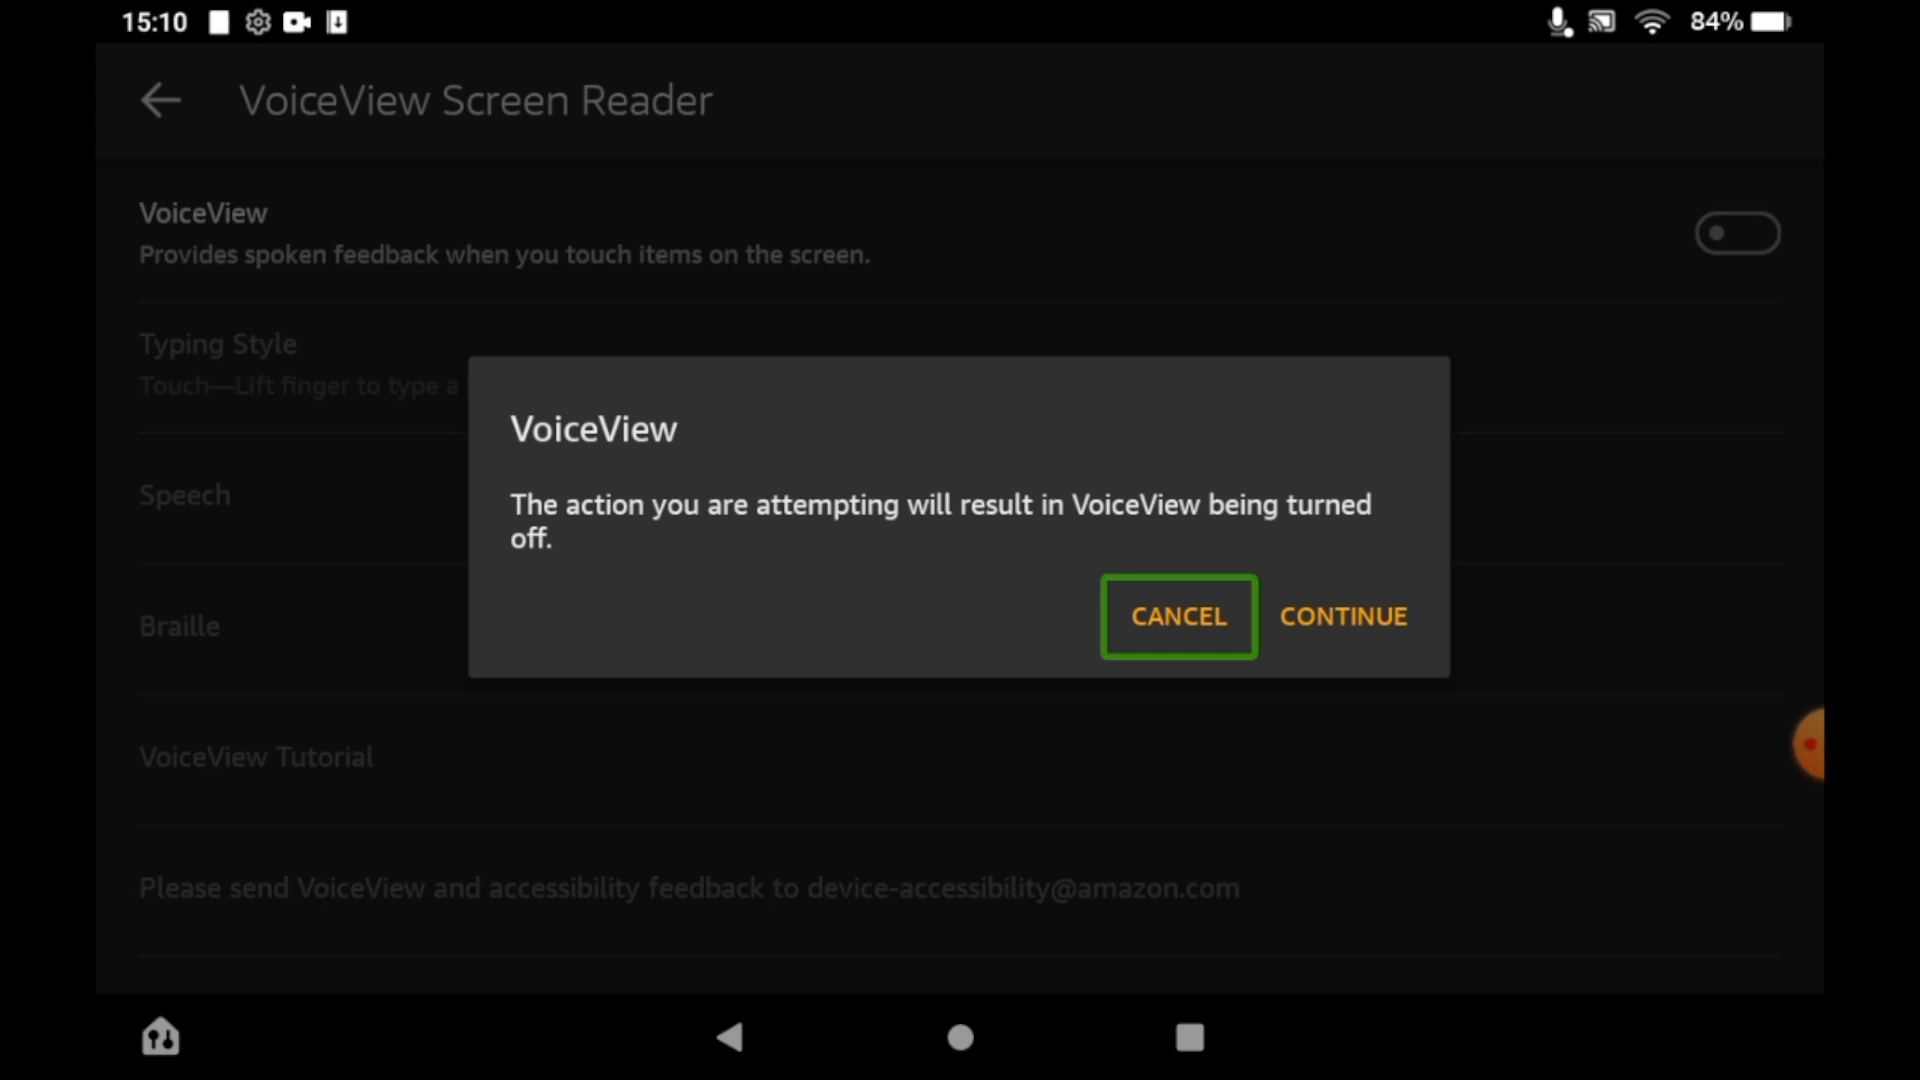 15:10
84%
VoiceView Screen Reader
VoiceView
Provides spoken feedback when you touch items on the screen.
Typing Style
Touch—Lift finger to type a
Speech
Braille
VoiceView Tutorial
Please send VoiceView and accessibility feedback to device-accessibility@amazon.com
VoiceView
The action you are attempting will result in VoiceView being turned
off.
CANCEL
CONTINUE